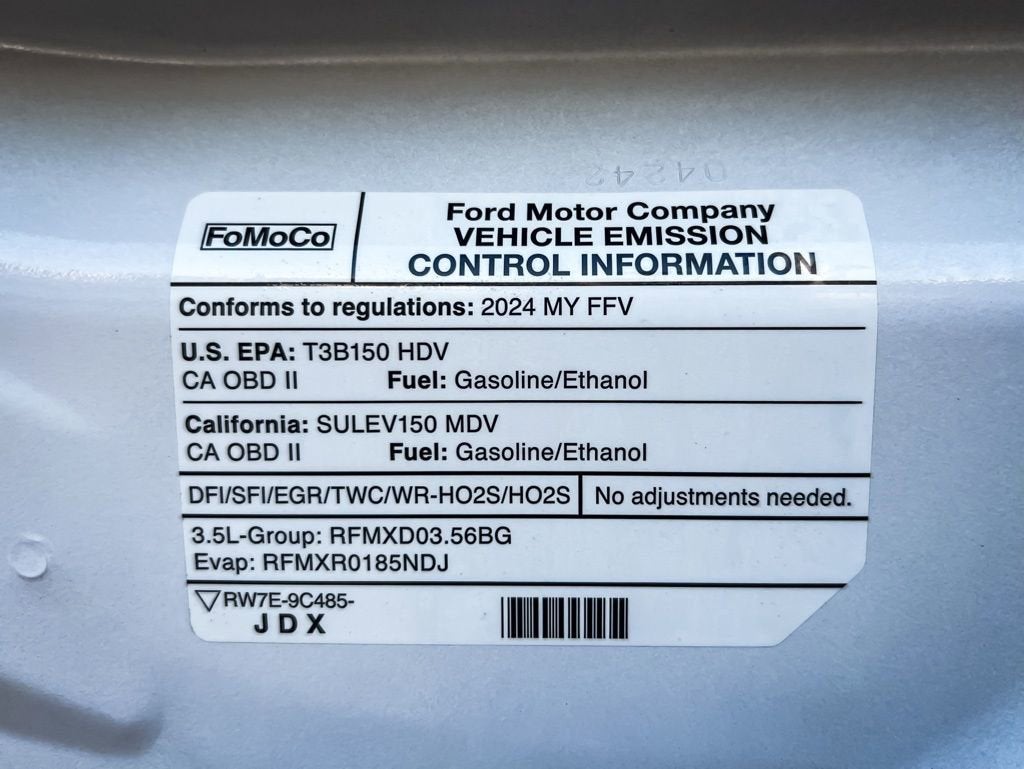 04242
FoMoCo
Ford Motor Company
VEHICLE EMISSION
CONTROL INFORMATION
Conforms to regulations: 2024 MY FFV
U.S. EPA: T3B150 HDV
CA OBD II Fuel: Gasoline/Ethanol
California: SULEV150 MDV
CA OBD II Fuel: Gasoline/Ethanol
DFI/SFI/EGR/TWC/WR-HO2S/HO2S No adjustments needed.
3.5L-Group: RFMXD03.56BG
Evap: RFMXR0185NDJ
RW7E-9C485-
JDX